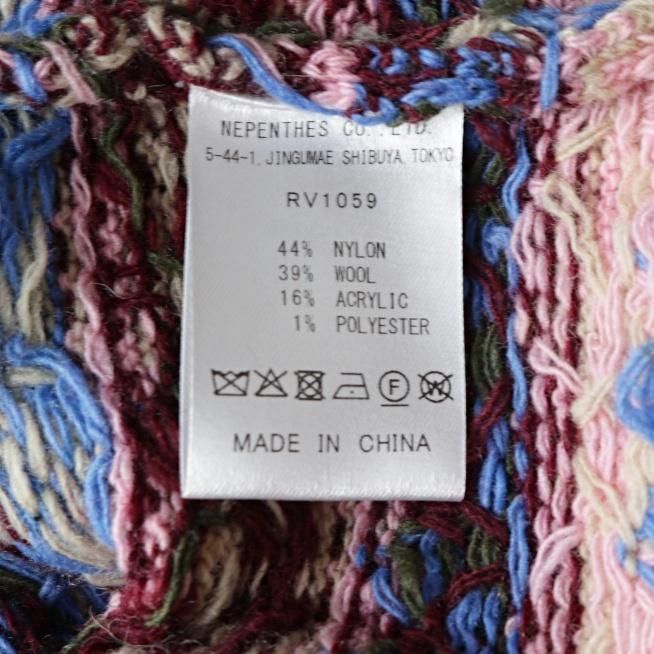 NEPENTHES CO., LTD.
5-44-1, JINGUMAE SHIBUYA, TOKYO
RV1059
44% NYLON
39% WOOL
16% ACRYLIC
1% POLYESTER
F W
MADE IN CHINA